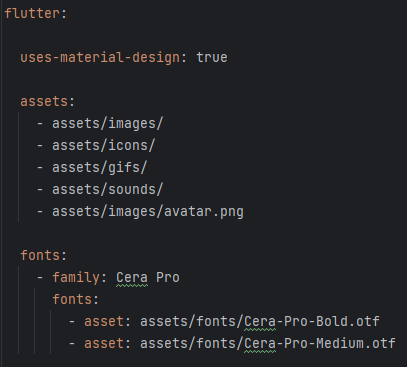 flutter:
uses-material-design: true
assets:
- assets/images/
- assets/icons/
- assets/gifs/
- assets/sounds/
- assets/images/avatar.png
fonts:
- family: Cera Pro
fonts:
- asset: assets/fonts/Cera-Pro-Bold.otf
- asset: assets/fonts/Cera-Pro-Medium.otf